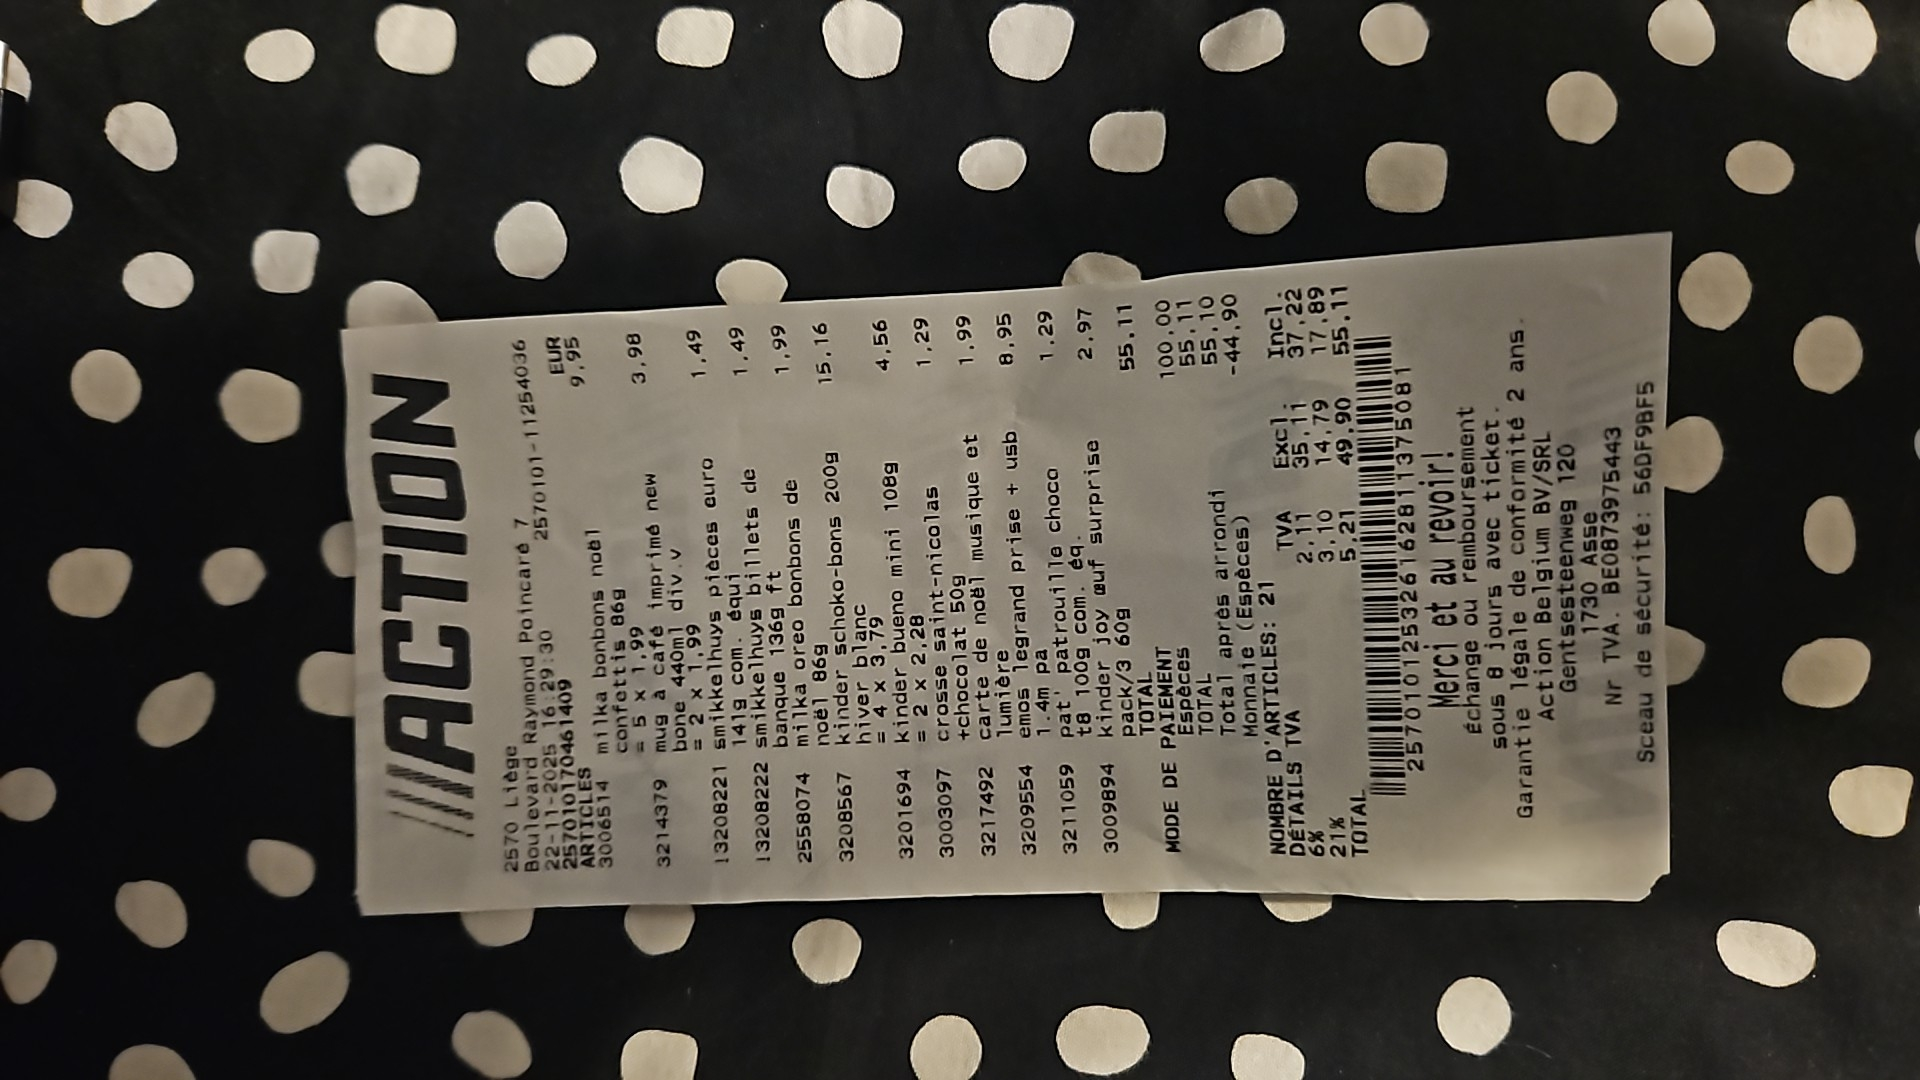 ///ACTION
2570 Liège
Boulevard Raymond Poincaré 7
22-11-2025 16:29:30 2570101-11254036
2570101704611409
ARTICLES EUR
3006514 milka bonbons noël 9,95
confettis 86g
= 5 x 1,99
3214379 mug à café imprimé new 3,98
bone 440ml div.v
= 2 x 1,99
13208221 smikkelhuys pièces euro 1,49
141g com. équi
13208222 smikkelhuys billets de 1,49
banque 136g ft
2558074 milka oreo bonbons de 1,99
noël 86g
3208567 kinder schoko-bons 200g 15,16
hiver blanc
= 4 x 3,79
3201694 kinder bueno mini 108g 4,56
= 2 x 2,28
3003097 crosse saint-nicolas 1,29
+chocolat 50g
3217492 carte de noël musique et 1,99
lumière
3209554 emos legrand prise + usb 8,95
1.4m pa
3211059 pat' patrouille choco 1,29
t8 100g com. éq.
3009894 kinder joy œuf surprise 2,97
pack/3 60g
TOTAL 55,11
MODE DE PAIEMENT
Espèces 100,00
TOTAL 55,11
Total après arrondi 55,10
Monnaie (Espèces) -44,90
NOMBRE D'ARTICLES: 21
DÉTAILS TVA TVA Excl. Incl.
6% 2,11 35,11 37,22
21% 3,10 14,79 17,89
TOTAL 5,21 49,90 55,11
2570101253261628113750​81
Merci et au revoir!
Échange ou remboursement
sous 8 jours avec ticket.
Garantie légale de conformité 2 ans.
Action Belgium BV/SRL
Gentsesteenweg 120
1730 Asse
Nr TVA. BE0873975443
Sceau de sécurité: 56DF9BF5